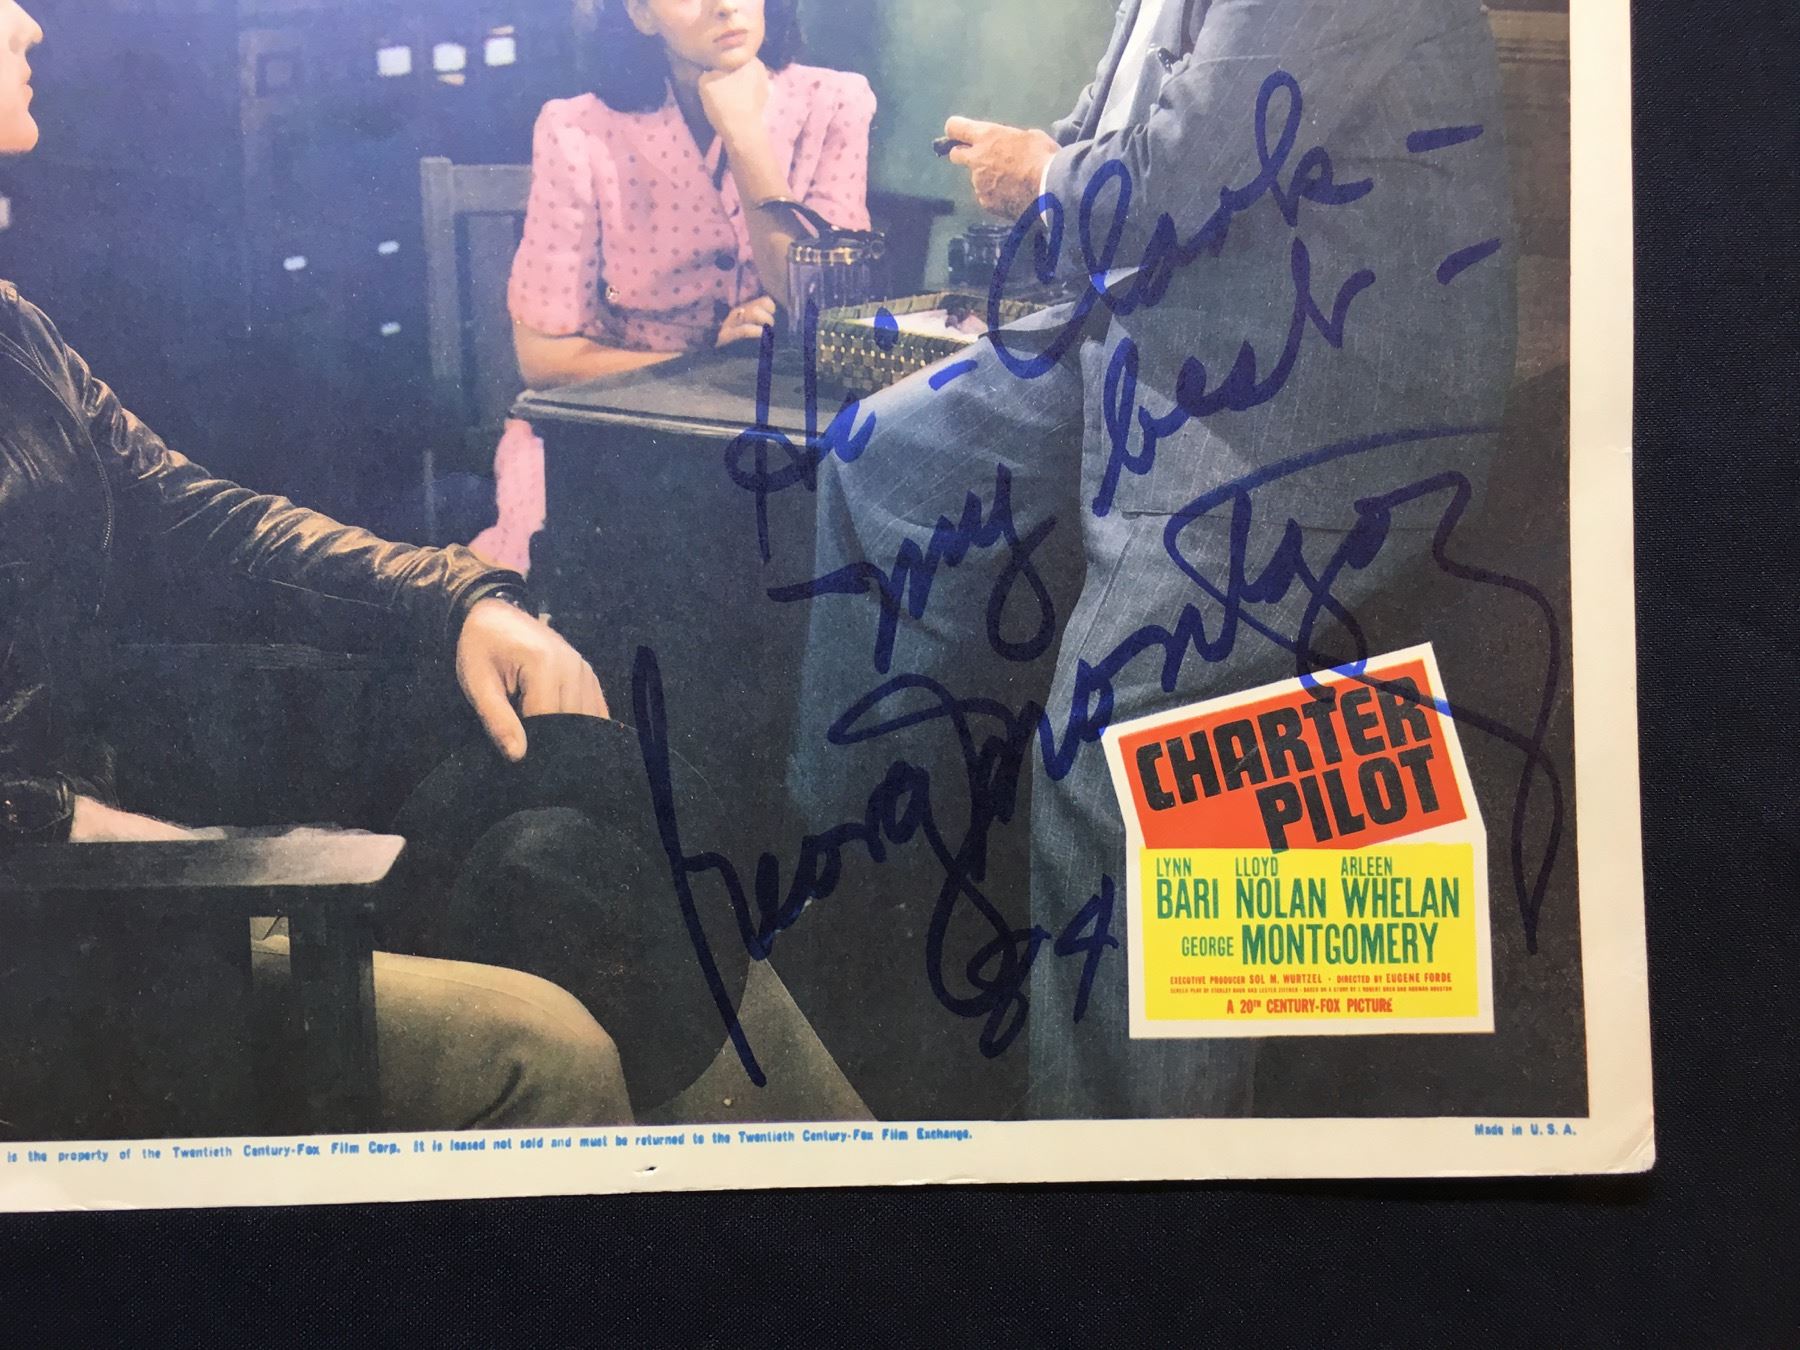 Hi - Clark -
- my best -
George Montgomery
84
CHARTER
PILOT
LYNN BARI LLOYD NOLAN ARLEEN WHELAN
GEORGE MONTGOMERY
EXECUTIVE PRODUCER SOL M. WURTZEL • DIRECTED BY EUGENE FORDE
A 20TH CENTURY-FOX PICTURE
is the property of the Twentieth Century-Fox Film Corp. It is leased not sold and must be returned to the Twentieth Century-Fox Film Exchange.
Made in U. S. A.